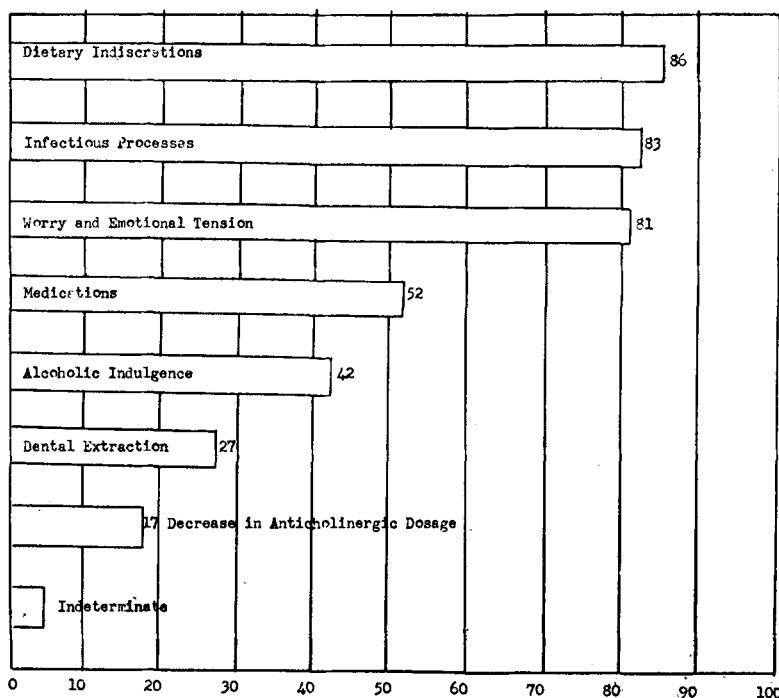 Dietary Indiscretions 86
Infectious Processes 83
Worry and Emotional Tension 81
Medications 52
Alcoholic Indulgence 42
Dental Extraction 27
17 Decrease in Anticholinergic Dosage
Indeterminate
0 10 20 30 40 50 60 70 80 90 100